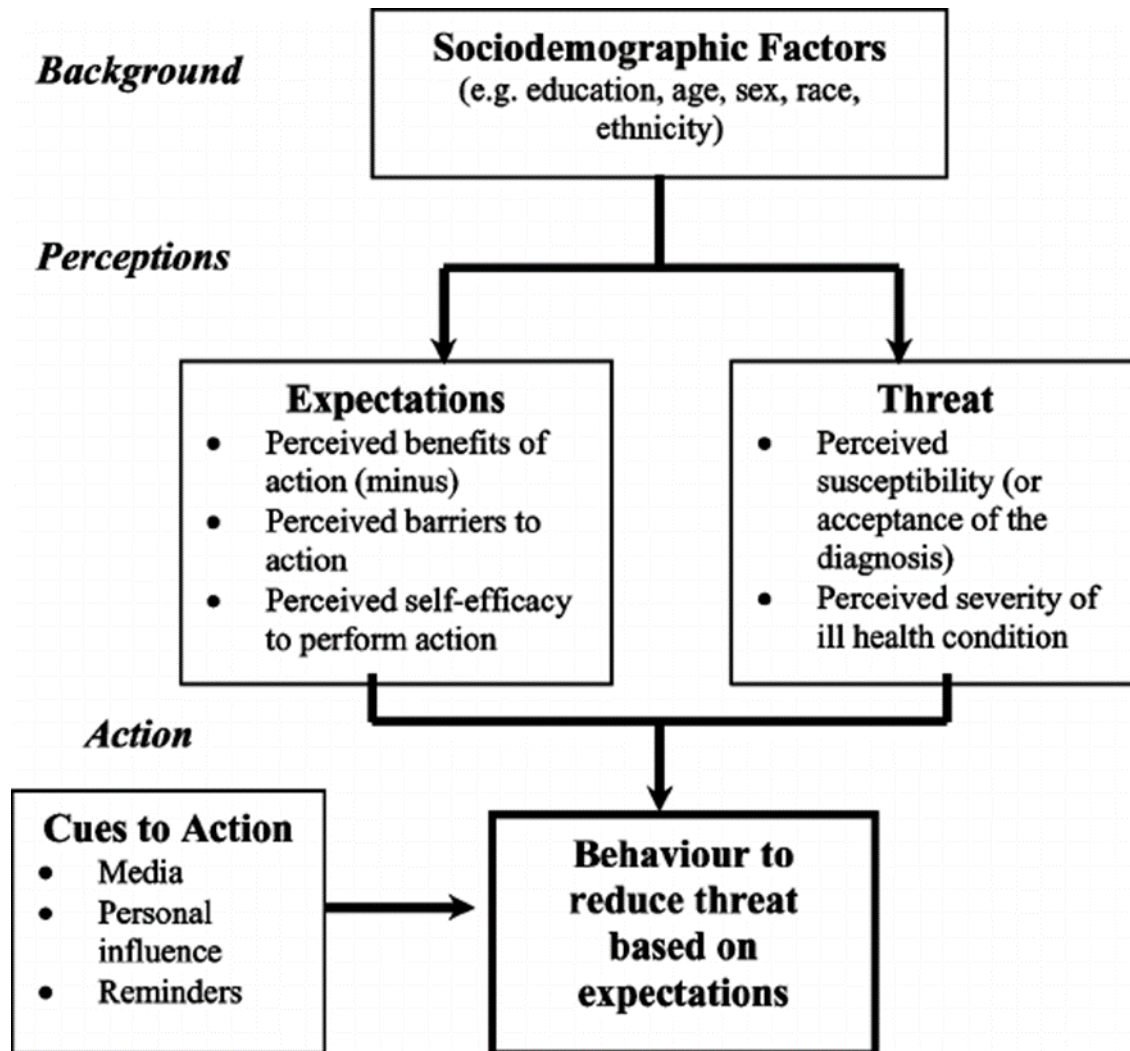 Background
Sociodemographic Factors
(e.g. education, age, sex, race,
ethnicity)
Perceptions
Expectations
• Perceived benefits of
action (minus)
• Perceived barriers to
action
• Perceived self-efficacy
to perform action
Threat
• Perceived
susceptibility (or
acceptance of the
diagnosis)
• Perceived severity of
ill health condition
Action
Cues to Action
• Media
• Personal
influence
• Reminders
Behaviour to
reduce threat
based on
expectations